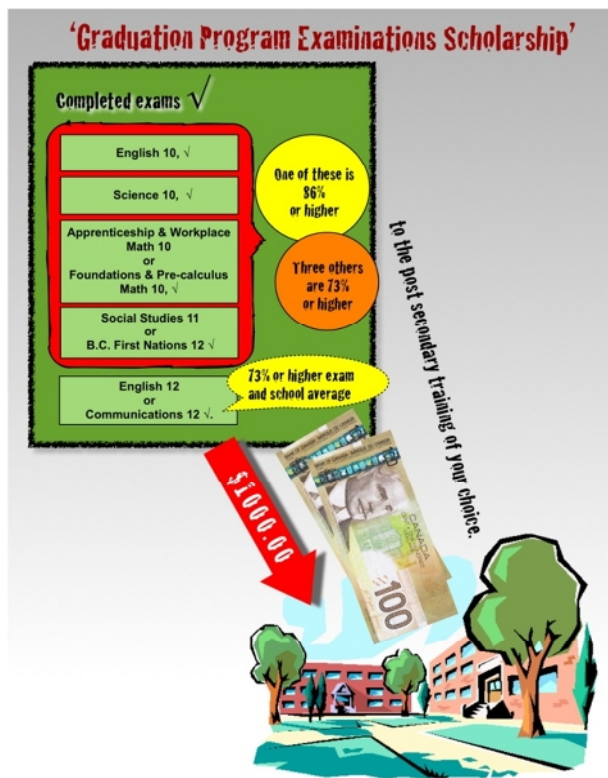 'Graduation Program Examinations Scholarship'
Completed exams √
English 10, √
Science 10, √
Apprenticeship & Workplace
Math 10
or
Foundations & Pre-calculus
Math 10, √
Social Studies 11
or
B.C. First Nations 12 √
English 12
or
Communications 12 √.
One of these is
86%
or higher
Three others
are 73%
or higher
73% or higher exam
and school average
$1000.00
to the post secondary training of your choice.
CANADA
100